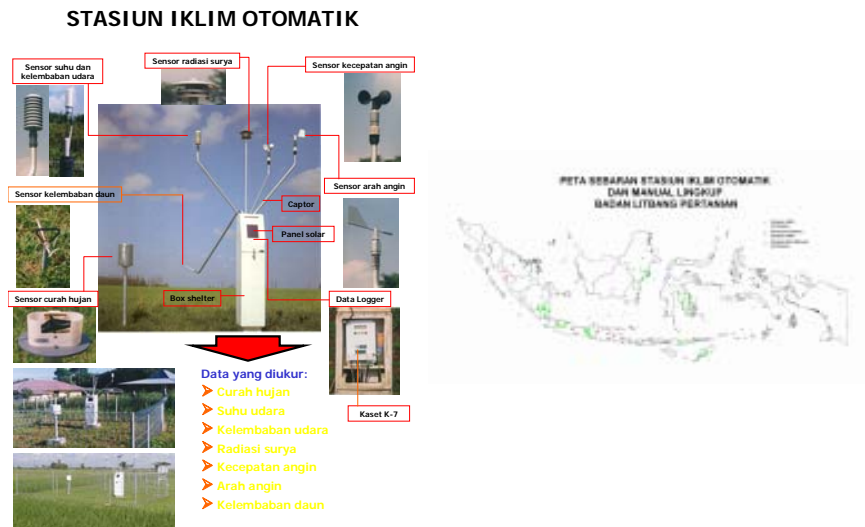 STASIUN IKLIM OTOMATIK
Sensor suhu dan
kelembaban udara
Sensor radiasi surya
Sensor kecepatan angin
Sensor kelembaban daun
Sensor arah angin
Captor
Panel solar
Sensor curah hujan
Box shelter
Data Logger
Kaset K-7
Data yang diukur:
Curah hujan
Suhu udara
Kelembaban udara
Radiasi surya
Kecepatan angin
Arah angin
Kelembaban daun
PETA SEBARAN STASIUN IKLIM OTOMATIK
DAN MANUAL LINGKUP
BADAN LITBANG PERTANIAN